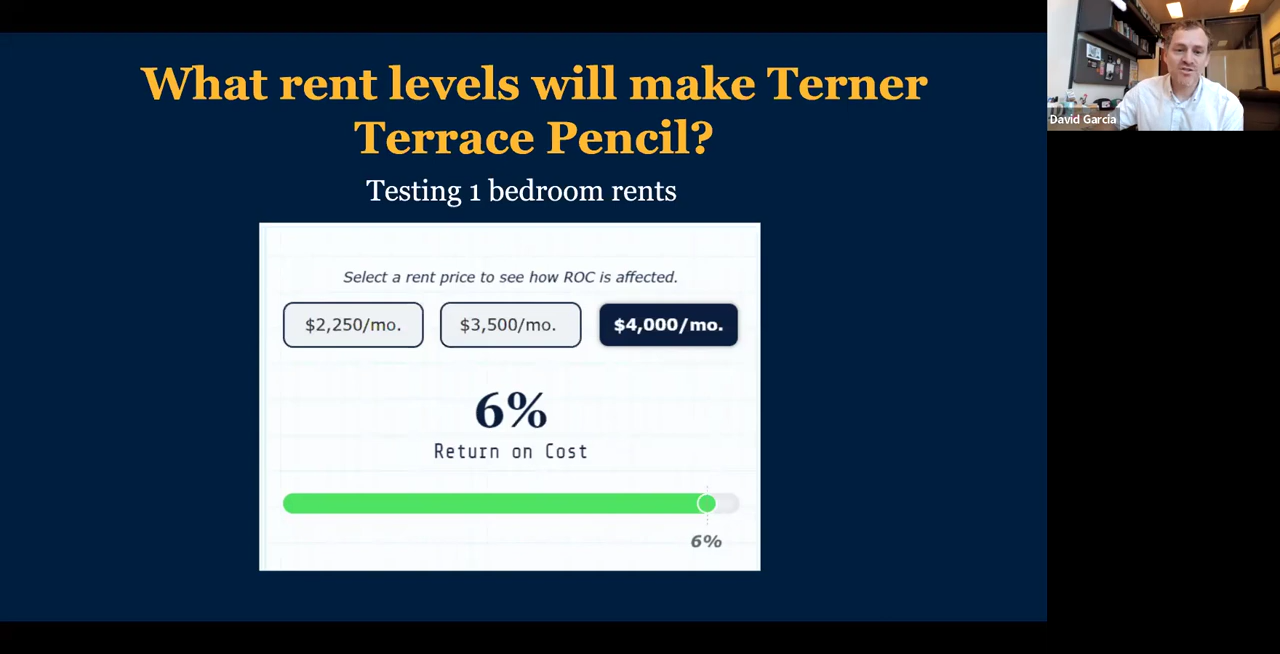 What rent levels will make Terner
Terrace Pencil?
Testing 1 bedroom rents
Select a rent price to see how ROC is affected.
$2,250/mo. $3,500/mo. $4,000/mo.
6%
Return on Cost
6%
David Garcia